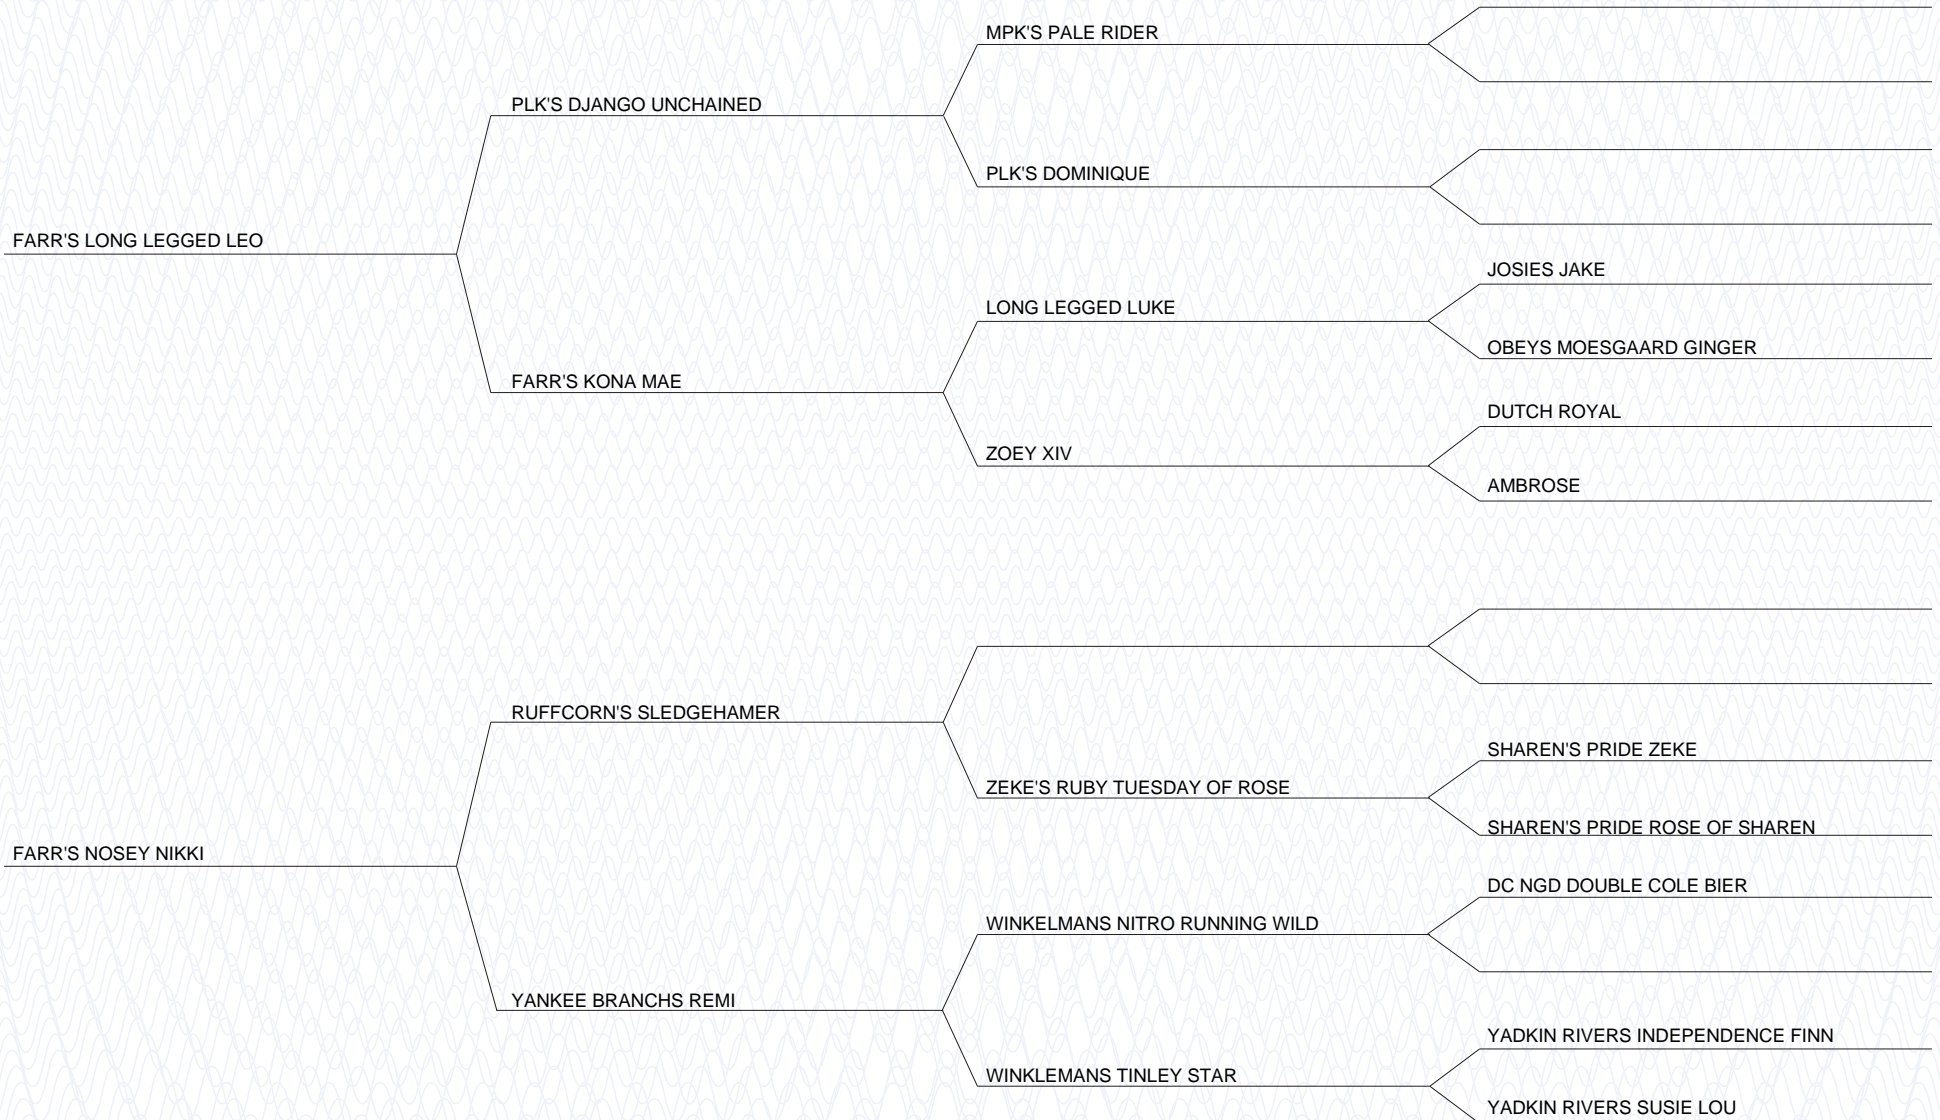 MPK'S PALE RIDER
PLK'S DJANGO UNCHAINED
PLK'S DOMINIQUE
FARR'S LONG LEGGED LEO
JOSIES JAKE
LONG LEGGED LUKE
OBEYS MOESGAARD GINGER
FARR'S KONA MAE
DUTCH ROYAL
ZOEY XIV
AMBROSE
RUFFCORN'S SLEDGEHAMER
SHAREN'S PRIDE ZEKE
ZEKE'S RUBY TUESDAY OF ROSE
SHAREN'S PRIDE ROSE OF SHAREN
FARR'S NOSEY NIKKI
DC NGD DOUBLE COLE BIER
WINKELMANS NITRO RUNNING WILD
YANKEE BRANCHS REMI
YADKIN RIVERS INDEPENDENCE FINN
WINKLEMANS TINLEY STAR
YADKIN RIVERS SUSIE LOU